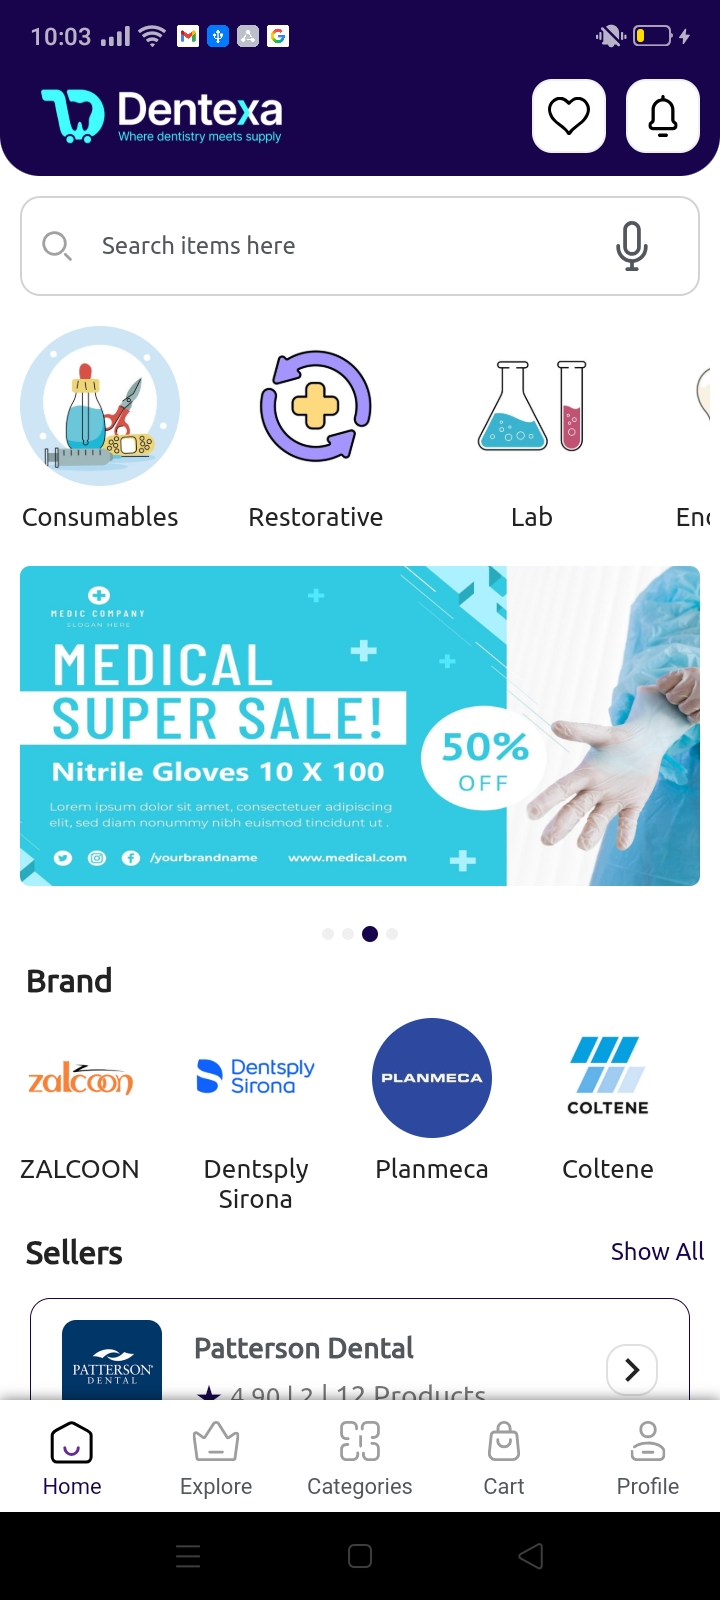 10:03
Dentexa
Where dentistry meets supply
Search items here
Consumables
Restorative
Lab
MEDIC COMPANY
SLOGAN HERE
MEDICAL
SUPER SALE!
Nitrile Gloves 10 X 100
50%
OFF
Lorem ipsum dolor sit amet, consectetuer adipiscing
elit, sed diam nonummy nibh euismod tincidunt ut .
/yourbrandname www.medical.com
Brand
zalcoon
Dentsply
Sirona
PLANMECA
COLTENE
ZALCOON
Dentsply
Sirona
Planmeca
Coltene
Sellers
Show All
PATTERSON
DENTAL
Patterson Dental
4.90 | 2 | 12 Products
Home
Explore
Categories
Cart
Profile